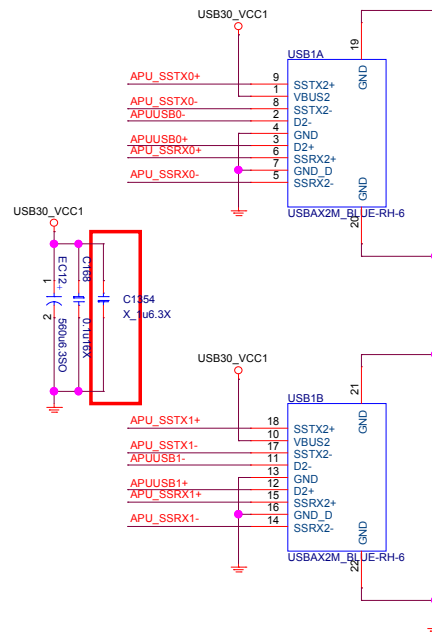 USB30_VCC1
19
USB1A
GND
APU_SSTX0+
9
SSTX2+
1
VBUS2
APU_SSTX0-
8
SSTX2-
APUUSB0-
2
D2-
4
GND
APUUSB0+
3
D2+
APU_SSRX0+
6
SSRX2+
7
GND_D
APU_SSRX0-
5
SSRX2-
GND
USBAX2M_BLUE-RH-6
20
USB30_VCC1
1
EC12+
2
560u6.3SO
C168
0.1u16X
C1354
X_1u6.3X
USB30_VCC1
21
USB1B
GND
APU_SSTX1+
18
SSTX2+
10
VBUS2
APU_SSTX1-
17
SSTX2-
APUUSB1-
11
D2-
13
GND
APUUSB1+
12
D2+
APU_SSRX1+
15
SSRX2+
16
GND_D
APU_SSRX1-
14
SSRX2-
GND
USBAX2M_BLUE-RH-6
22